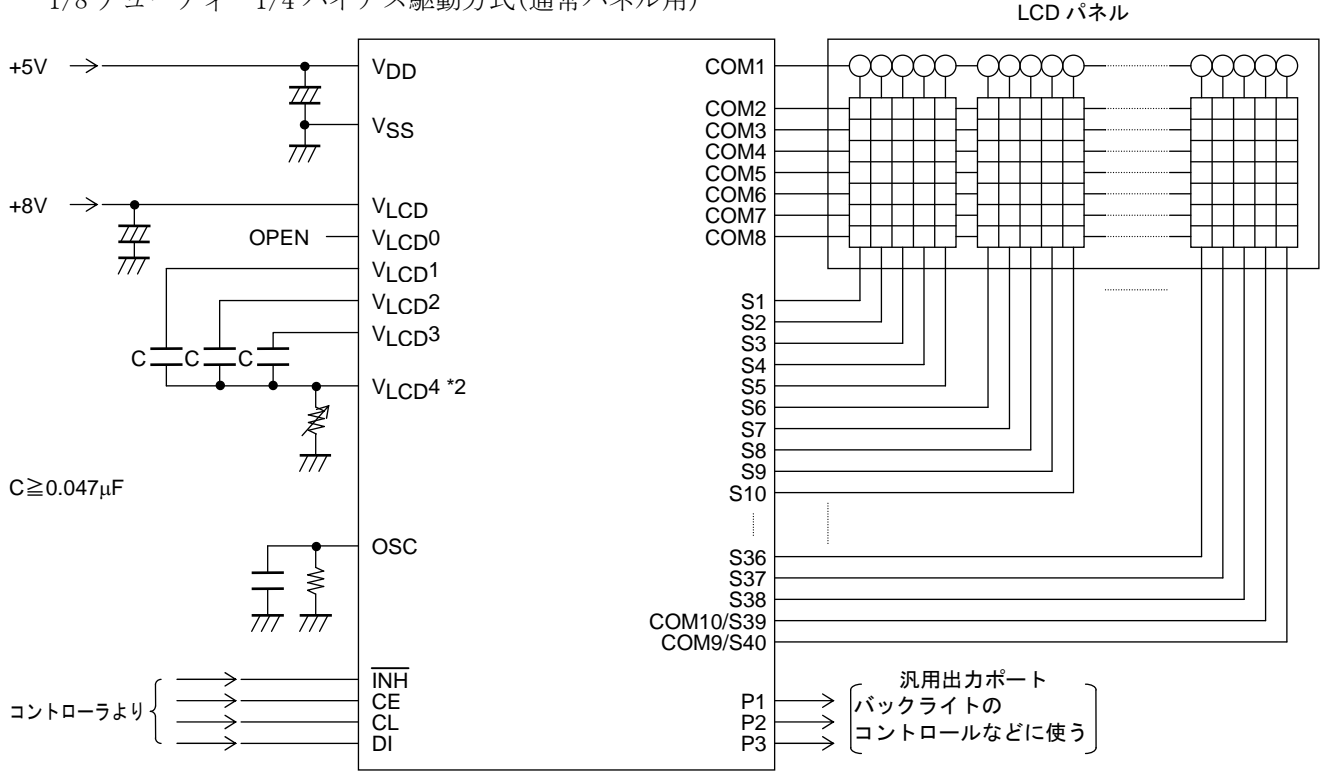 1/8 デューティー 1/4 バイアス駆動方式(通常パネル用)
LCD パネル
+5V
VDD
VSS
+8V
VLCD
OPEN
VLCD0
VLCD1
VLCD2
VLCD3
C
C
C
VLCD4 *2
C≧0.047μF
OSC
コントローラより
INH
CE
CL
DI
COM1
COM2
COM3
COM4
COM5
COM6
COM7
COM8
S1
S2
S3
S4
S5
S6
S7
S8
S9
S10
S36
S37
S38
COM10/S39
COM9/S40
P1
P2
P3
汎用出力ポート
バックライトの
コントロールなどに使う